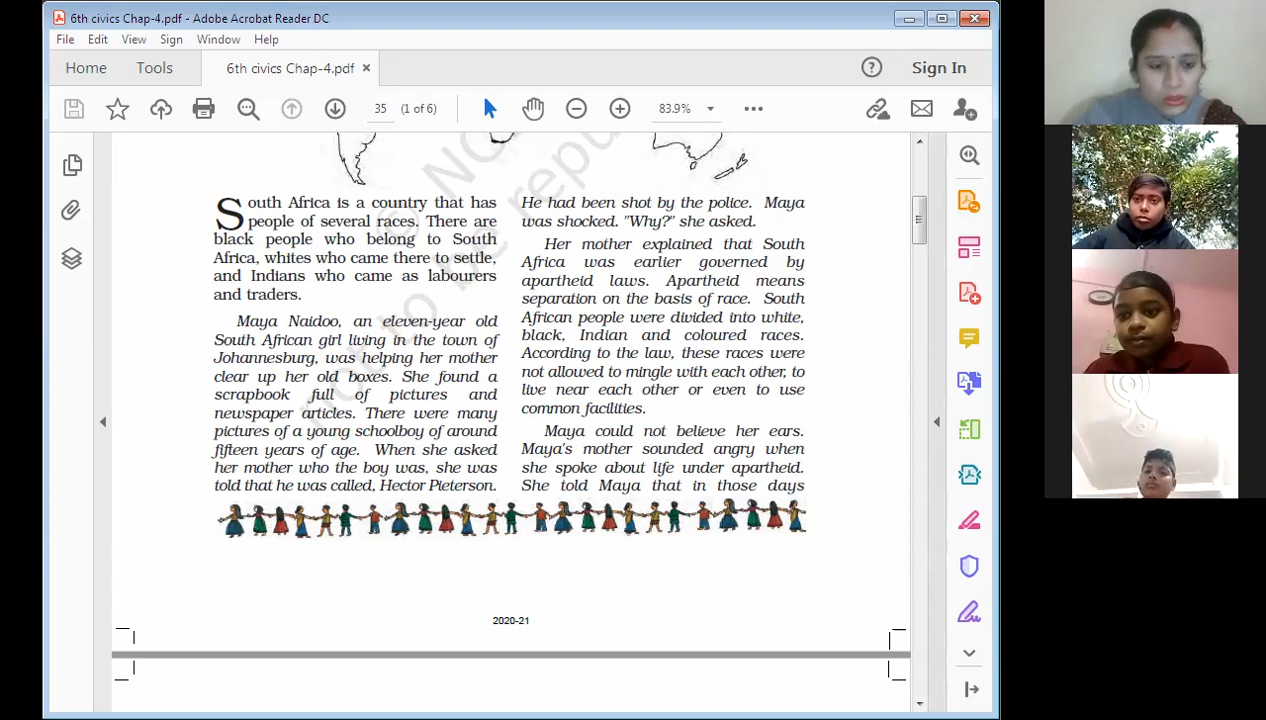 6th civics Chap-4.pdf - Adobe Acrobat Reader DC
File Edit View Sign Window Help
Home Tools 6th civics Chap-4.pdf × Sign In
35 (1 of 6) 83.9%
South Africa is a country that has
people of several races. There are
black people who belong to South
Africa, whites who came there to settle,
and Indians who came as labourers
and traders.
Maya Naidoo, an eleven-year old
South African girl living in the town of
Johannesburg, was helping her mother
clear up her old boxes. She found a
scrapbook full of pictures and
newspaper articles. There were many
pictures of a young schoolboy of around
fifteen years of age. When she asked
her mother who the boy was, she was
told that he was called, Hector Pieterson.
He had been shot by the police. Maya
was shocked. "Why?" she asked.
Her mother explained that South
Africa was earlier governed by
apartheid laws. Apartheid means
separation on the basis of race. South
African people were divided into white,
black, Indian and coloured races.
According to the law, these races were
not allowed to mingle with each other, to
live near each other or even to use
common facilities.
Maya could not believe her ears.
Maya's mother sounded angry when
she spoke about life under apartheid.
She told Maya that in those days
not to be repu
© NO
2020-21